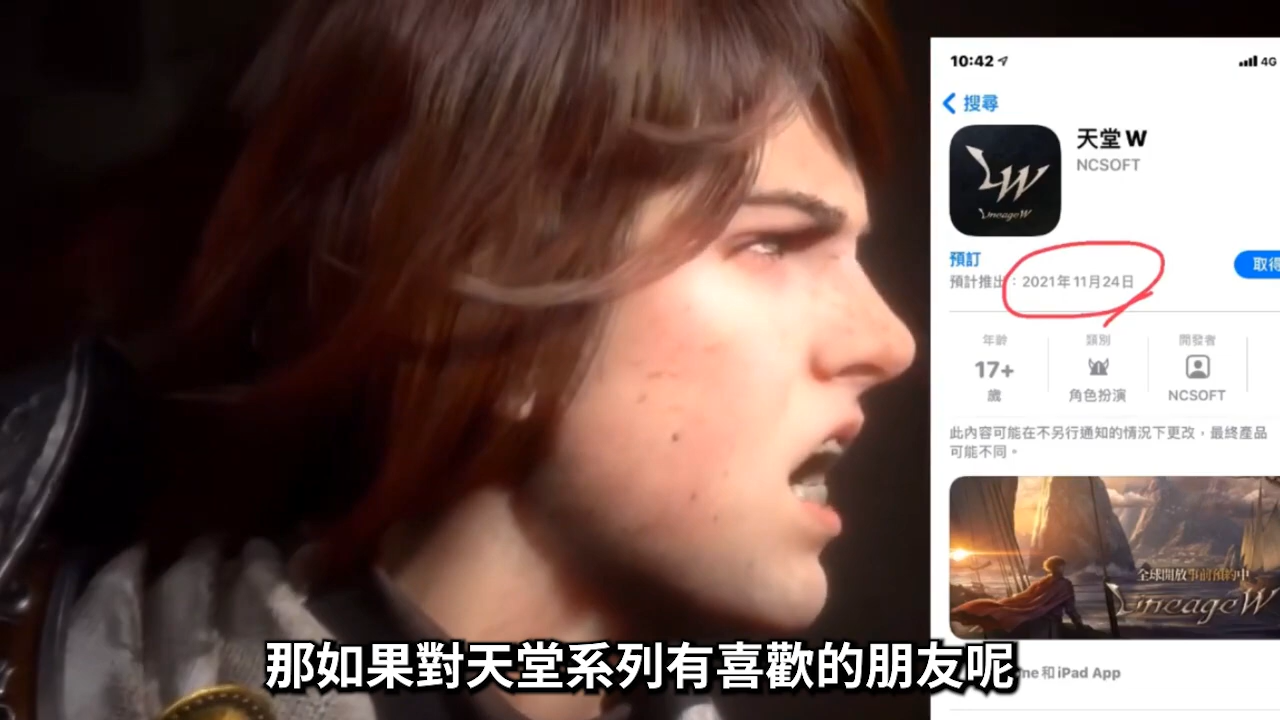 10:42
4G
搜尋
天堂W
NCSOFT
LW
LineageW
預訂
預計推出：2021年11月24日
取得
年齡
類別
開發者
17+
歲
角色扮演
NCSOFT
此內容可能在不另行通知的情況下更改，最終產品
可能不同。
全球開放事前預約中
LineageW
和 iPad App
那如果對天堂系列有喜歡的朋友呢